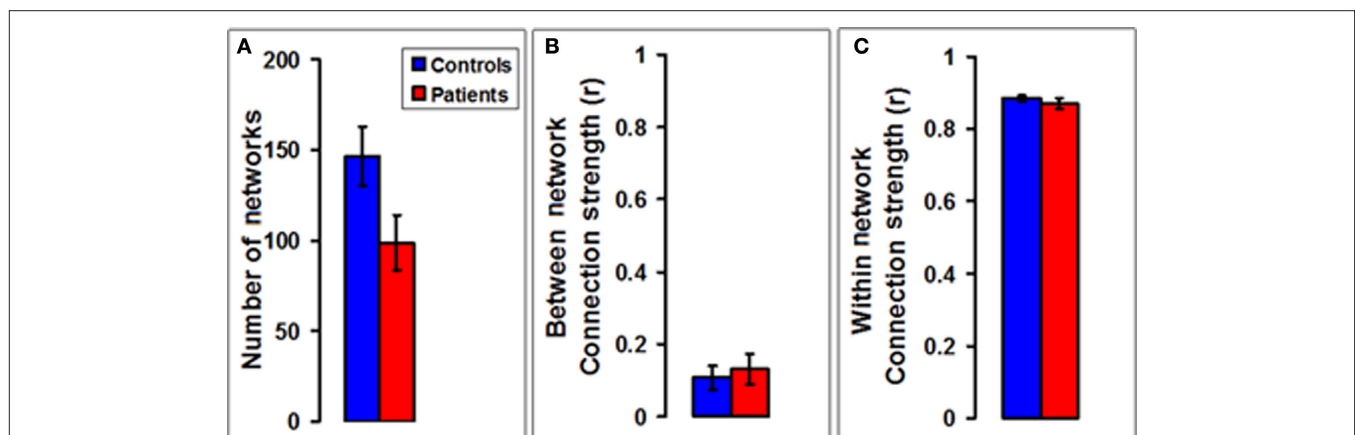 A
Number of networks
200
150
100
50
0
Controls
Patients
B
Between network
Connection strength (r)
1
0.8
0.6
0.4
0.2
0
C
Within network
Connection strength (r)
1
0.8
0.6
0.4
0.2
0